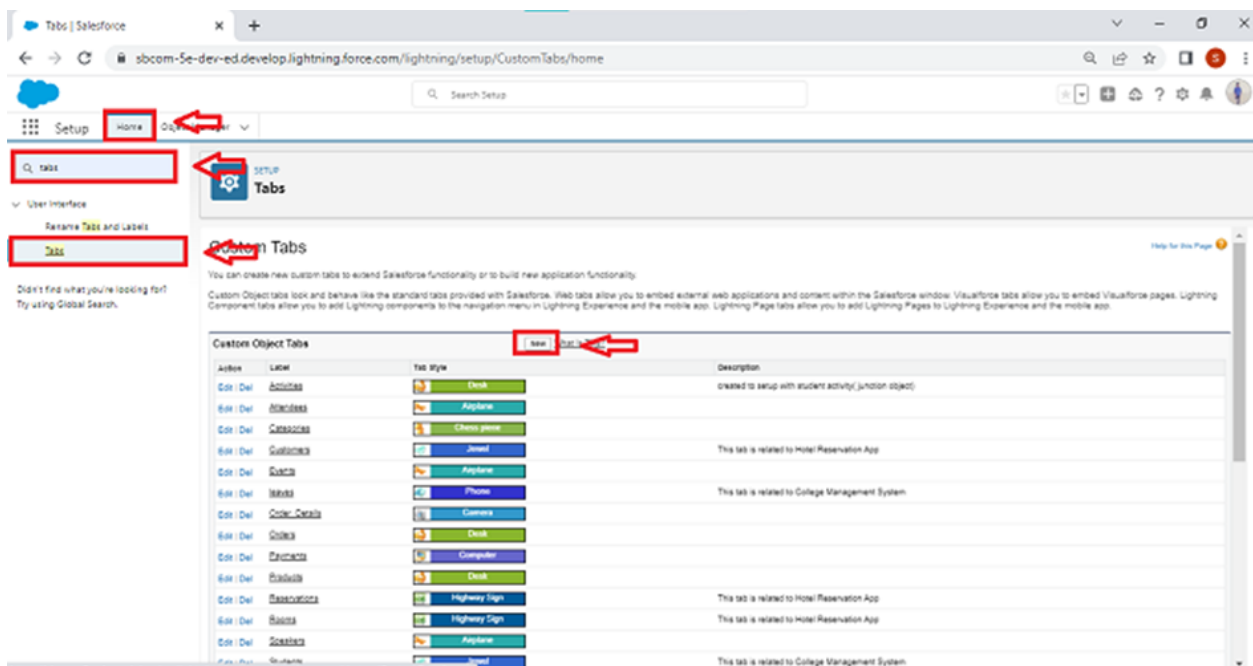 Tabs | Salesforce
sbcom-5e-dev-ed.develop.lightning.force.com/lightning/setup/CustomTabs/home
S
Search Setup
Setup Home
tabs
SETUP
Tabs
User Interface
Rename Tabs and Labels
Tabs
Didn't find what you're looking for?
Try using Global Search.
Custom Tabs
Help for this Page
You can create new custom tabs to extend Salesforce functionality or to build new application functionality.
Custom Object tabs look and behave like the standard tabs provided with Salesforce. Web tabs allow you to embed external web applications and content within the Salesforce window. Visualforce tabs allow you to embed Visualforce pages. Lightning
Component tabs allow you to add Lightning components to the navigation menu in Lightning Experience and the mobile app. Lightning Page tabs allow you to add Lightning Pages to Lightning Experience and the mobile app.
Custom Object Tabs New
Action Label Tab Style Description
Edit | Del Activities Desk created to setup with student activity( junction object)
Edit | Del Attendees Airplane
Edit | Del Categories Chess piece
Edit | Del Customers Jewel This tab is related to Hotel Reservation App
Edit | Del Events Airplane
Edit | Del leaves Phone This tab is related to College Management System
Edit | Del Order_Details Camera
Edit | Del Orders Desk
Edit | Del Payments Computer
Edit | Del Products Desk
Edit | Del Reservations Highway Sign This tab is related to Hotel Reservation App
Edit | Del Rooms Highway Sign This tab is related to Hotel Reservation App
Edit | Del Speakers Airplane
Edit | Del Students Jewel This tab is related to College Management System